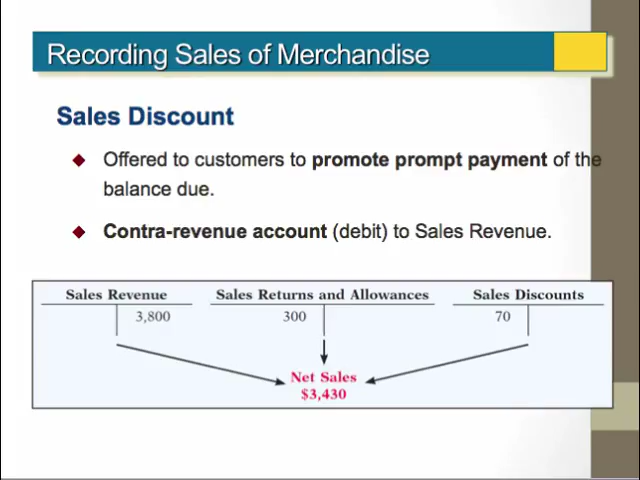 Recording Sales of Merchandise
Sales Discount
◆ Offered to customers to promote prompt payment of the
balance due.
◆ Contra-revenue account (debit) to Sales Revenue.
Sales Revenue Sales Returns and Allowances Sales Discounts
3,800 300 70
Net Sales
$3,430